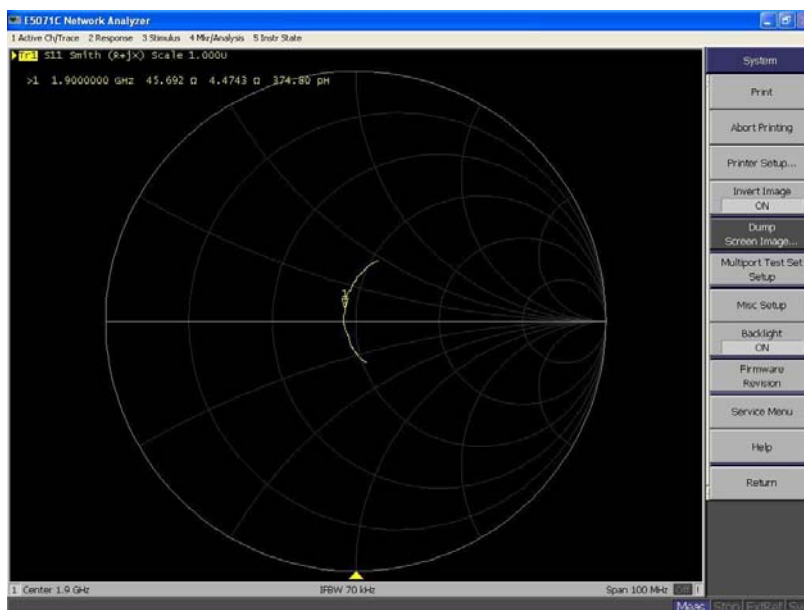 E5071C Network Analyzer
1 Active Ch/Trace 2 Response 3 Stimulus 4 Mkr/Analysis 5 Instr State
Tr1 S11 Smith (R+jX) Scale 1.000U
>1 1.9000000 GHz 45.692 Ω 4.4743 Ω 374.80 pH
System
Print
Abort Printing
Printer Setup...
Invert Image
ON
Dump
Screen Image...
Multiport Test Set
Setup
Misc Setup
Backlight
ON
Firmware
Revision
Service Menu
Help
Return
1 Center 1.9 GHz IFBW 70 kHz Span 100 MHz Off !
Meas Stop ExtRef